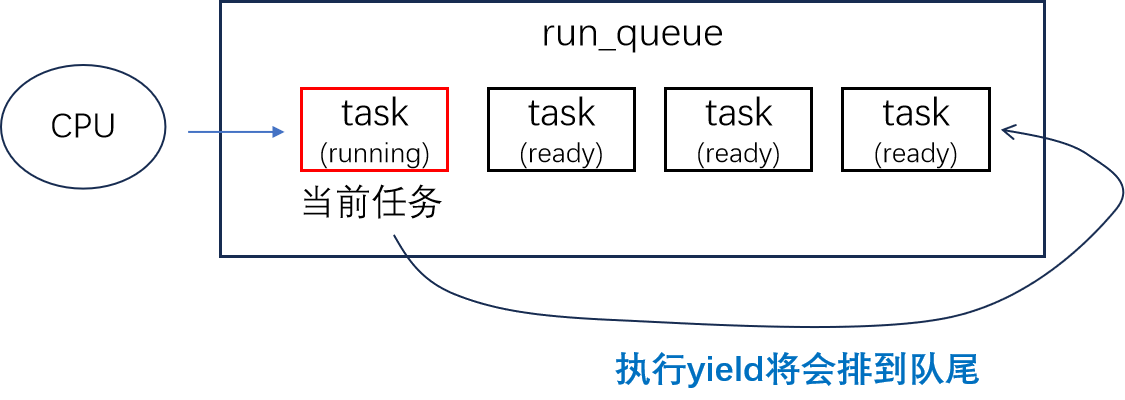 run_queue
CPU
task
(running)
task
(ready)
task
(ready)
task
(ready)
当前任务
执行yield将会排到队尾